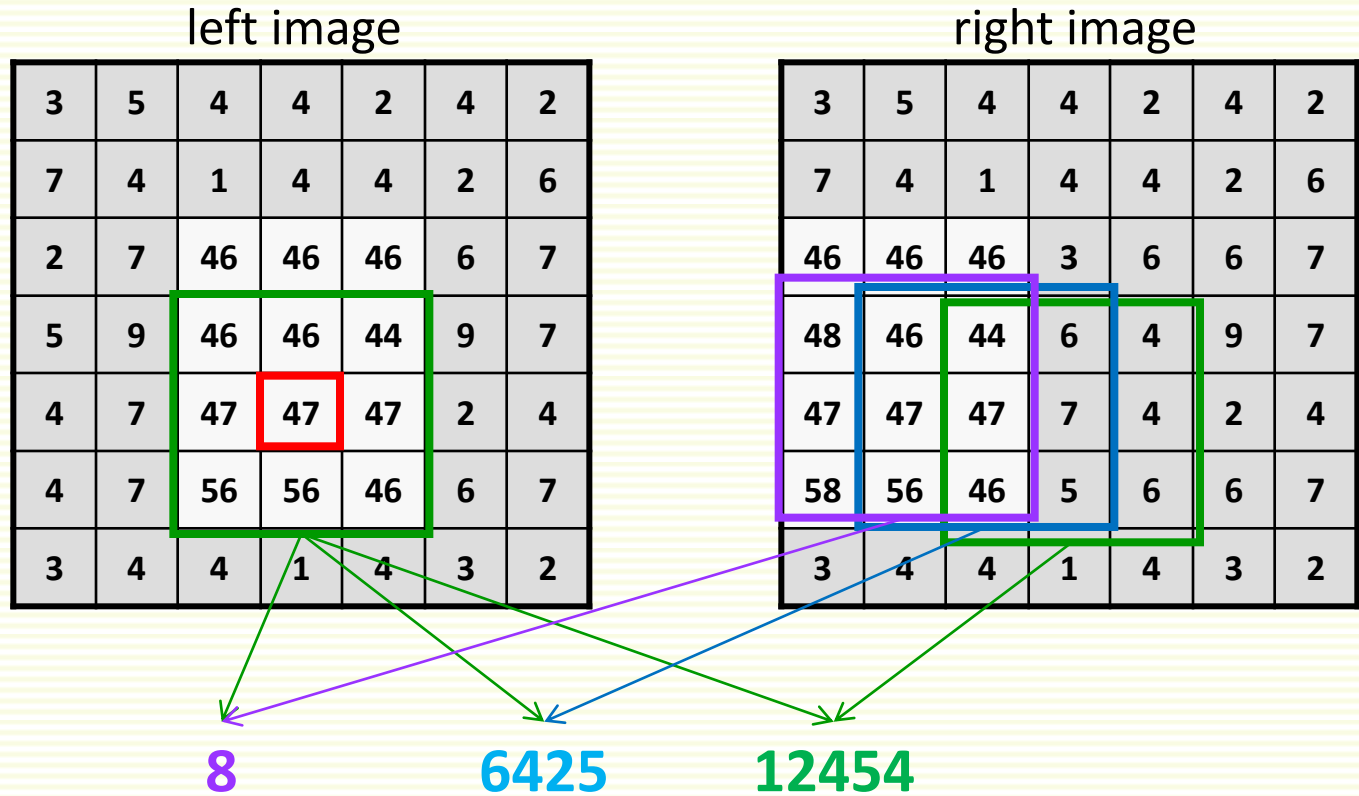 left image right image
3 5 4 4 2 4 2 3 5 4 4 2 4 2
7 4 1 4 4 2 6 7 4 1 4 4 2 6
2 7 46 46 46 6 7 46 46 46 3 6 6 7
5 9 46 46 44 9 7 48 46 44 6 4 9 7
4 7 47 47 47 2 4 47 47 47 7 4 2 4
4 7 56 56 46 6 7 58 56 46 5 6 6 7
3 4 4 1 4 3 2 3 4 4 1 4 3 2
8 6425 12454